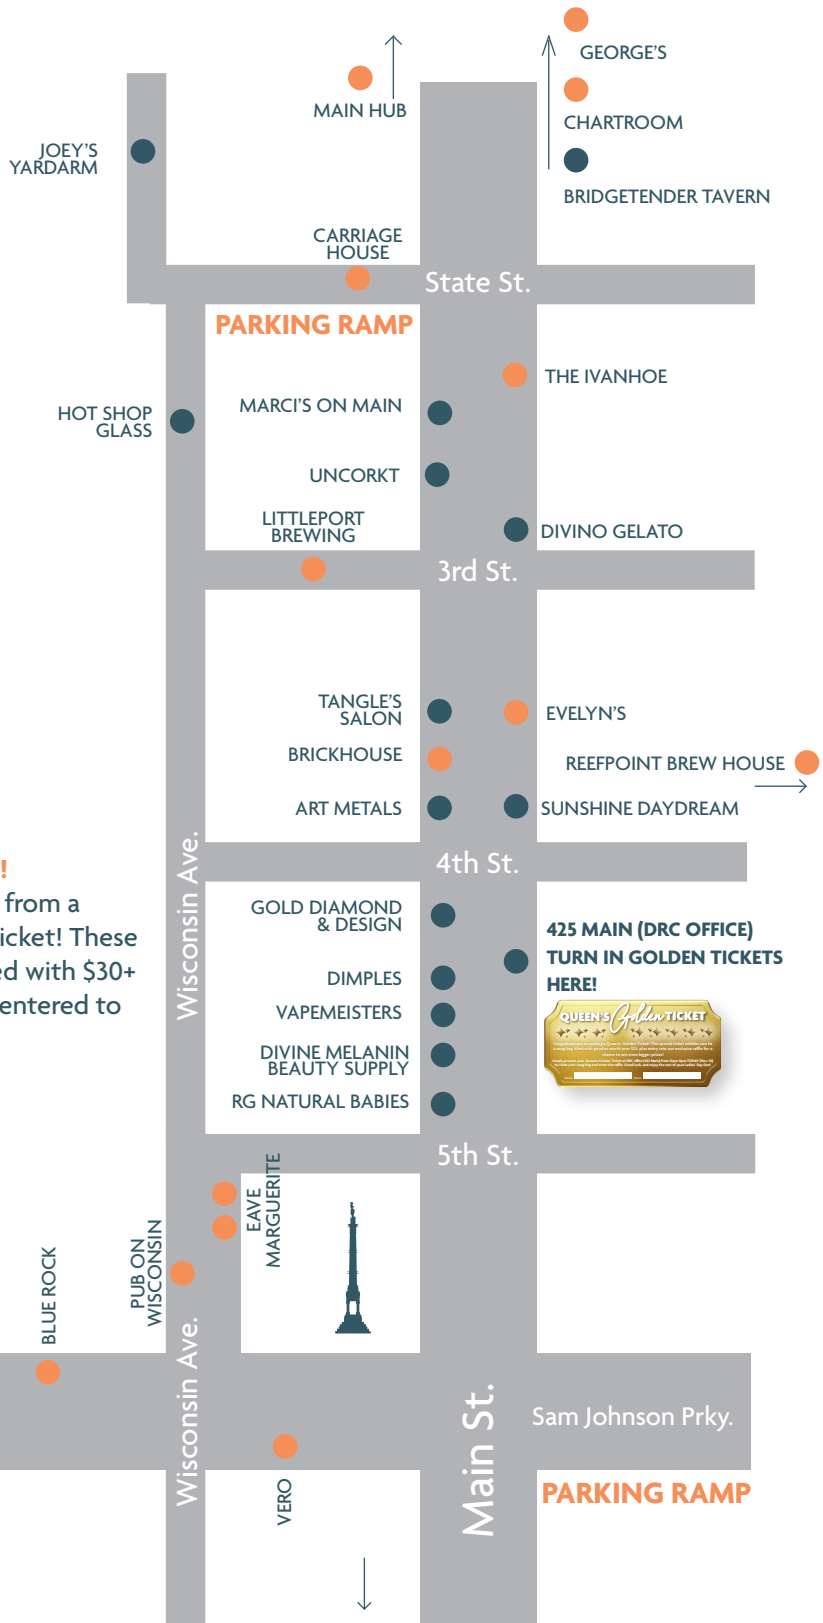 GEORGE'S
MAIN HUB
CHARTROOM
JOEY'S
YARDARM
BRIDGETENDER TAVERN
CARRIAGE
HOUSE
State St.
PARKING RAMP
THE IVANHOE
MARCI'S ON MAIN
HOT SHOP
GLASS
UNCORKT
LITTLEPORT
BREWING
DIVINO GELATO
3rd St.
TANGLE'S
SALON
EVELYN'S
BRICKHOUSE
REEFPOINT BREW HOUSE
ART METALS
SUNSHINE DAYDREAM
Wisconsin Ave.
4th St.
!
from a
icket! These
ed with $30+
entered to
GOLD DIAMOND
& DESIGN
425 MAIN (DRC OFFICE)
TURN IN GOLDEN TICKETS
HERE!
DIMPLES
VAPEMEISTERS
QUEEN'S Golden TICKET
DIVINE MELANIN
BEAUTY SUPPLY
RG NATURAL BABIES
5th St.
EAVE
MARGUERITE
PUB ON
WISCONSIN
BLUE ROCK
Wisconsin Ave.
Main St.
Sam Johnson Prky.
VERO
PARKING RAMP